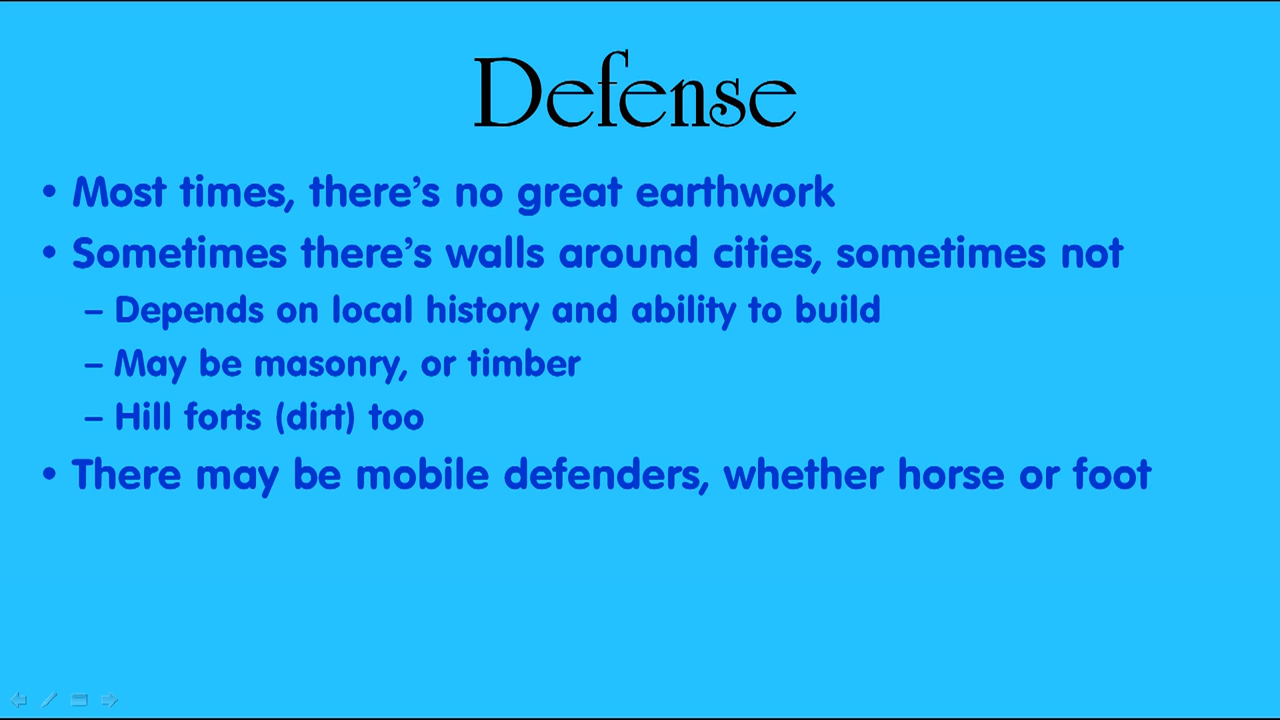 Defense
• Most times, there’s no great earthwork
• Sometimes there’s walls around cities, sometimes not
– Depends on local history and ability to build
– May be masonry, or timber
– Hill forts (dirt) too
• There may be mobile defenders, whether horse or foot